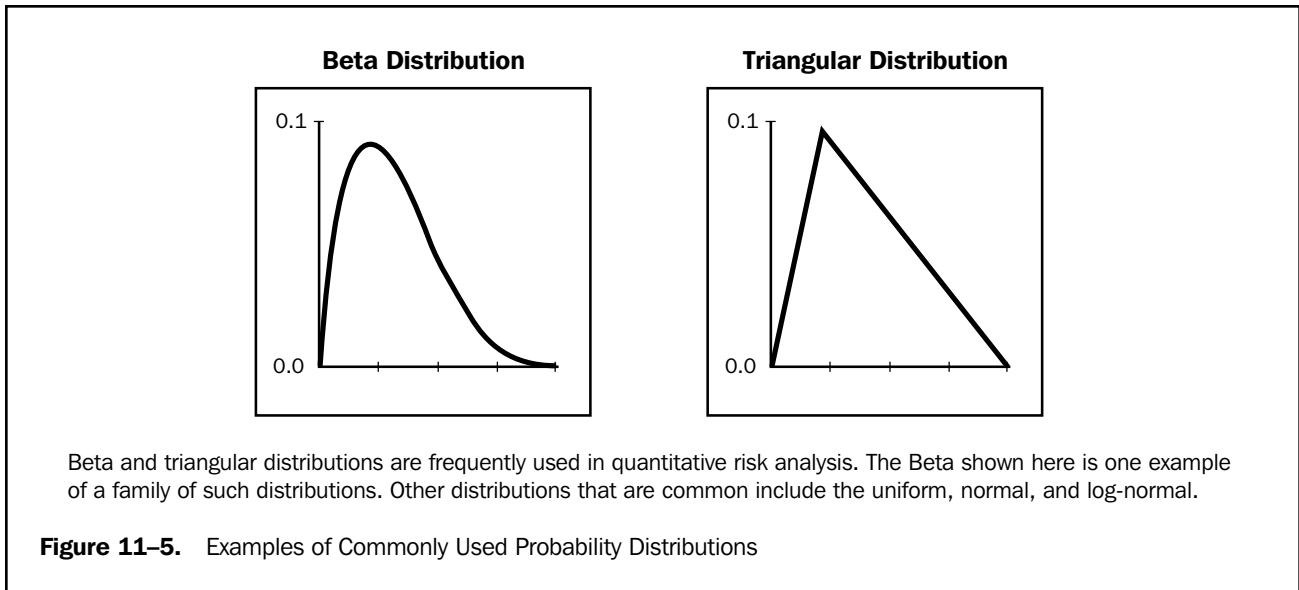 Beta Distribution
0.1
0.0
Triangular Distribution
0.1
0.0
Beta and triangular distributions are frequently used in quantitative risk analysis. The Beta shown here is one example
of a family of such distributions. Other distributions that are common include the uniform, normal, and log-normal.
Figure 11–5. Examples of Commonly Used Probability Distributions